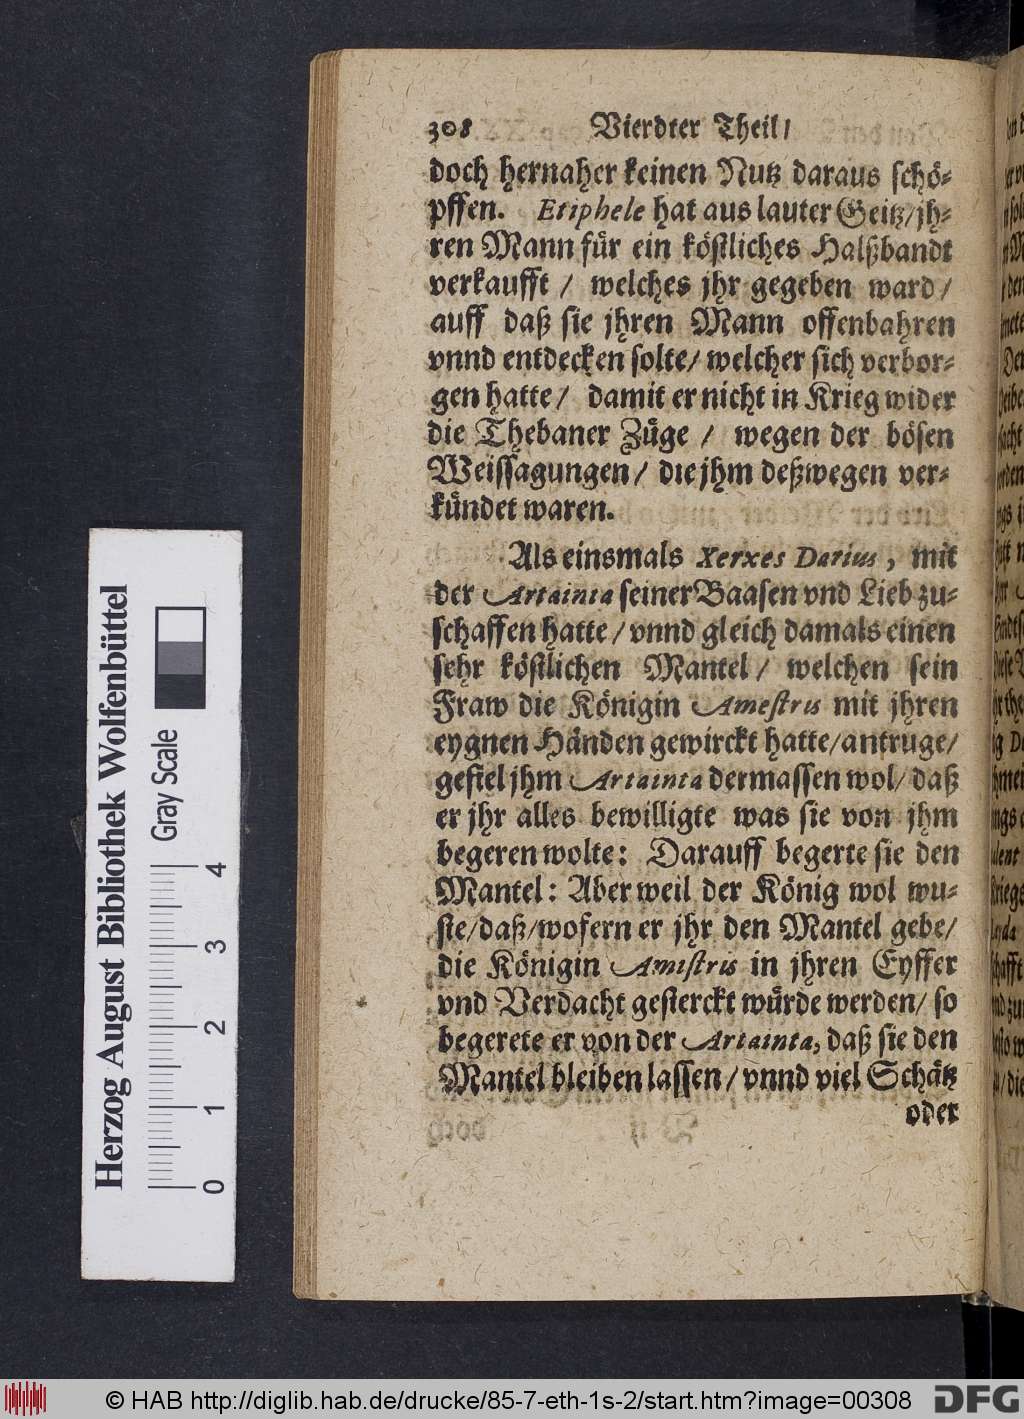 308 Vierdter Theil/
doch hernaher keinen Nutz daraus schö-
pffen. Eriphele hat aus lauter Geitz/jh-
ren Mann für ein köstliches Halßbandt
verkaufft / welches jhr gegeben ward/
auff daß sie jhren Mann offenbahren
vnnd entdecken solte/ welcher sich verbor-
gen hatte/ damit er nicht in Krieg wider
die Thebaner Züge / wegen der bösen
Weissagungen/ die jhm deßwegen ver-
kündet waren.
Als einsmals Xerxes Darius, mit
der Artainta seiner Baasen vnd Lieb zu-
schaffen hatte/ vnnd gleich damals einen
sehr köstlichen Mantel/ welchen sein
Fraw die Königin Amestris mit jhren
eygnen Händen gewirckt hatte/antruge/
gefiel jhm Artainta dermassen wol/ daß
er jhr alles bewilligte was sie von jhm
begeren wolte: Darauff begerte sie den
Mantel: Aber weil der König wol wu-
ste/daß/wofern er jhr den Mantel gebe/
die Königin Amistris in jhren Eyffer
vnd Verdacht gesterckt würde werden/ so
begerete er von der Artainta, daß sie den
Mantel bleiben lassen/ vnnd viel Schätz
oder
Herzog August Bibliothek Wolfenbüttel
Gray Scale
0 1 2 3 4
© HAB http://diglib.hab.de/drucke/85-7-eth-1s-2/start.htm?image=00308
DFG